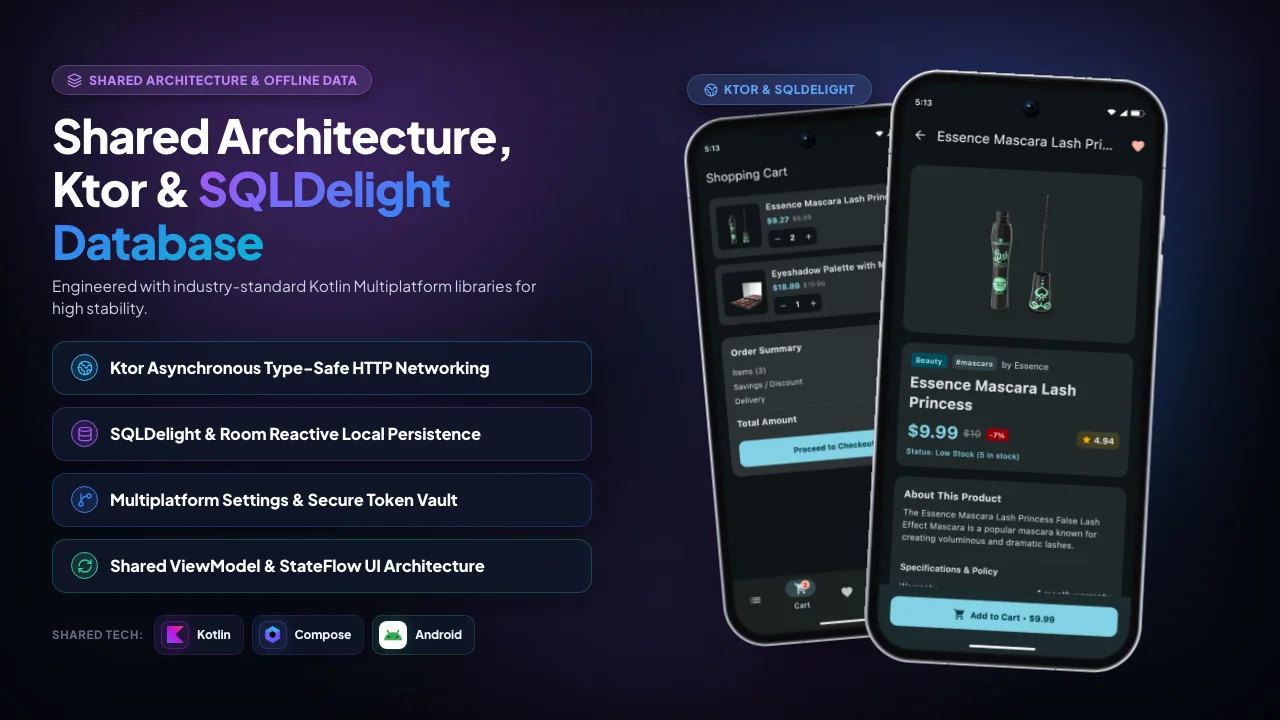 SHARED ARCHITECTURE & OFFLINE DATA
Shared Architecture,
Ktor & SQLDelight
Database
Engineered with industry-standard Kotlin Multiplatform libraries for
high stability.
Ktor Asynchronous Type-Safe HTTP Networking
SQLDelight & Room Reactive Local Persistence
Multiplatform Settings & Secure Token Vault
Shared ViewModel & StateFlow UI Architecture
SHARED TECH:
Kotlin
Compose
Android
KTOR & SQLDELIGHT
5:13
Shopping Cart
Essence Mascara Lash Prin
$9.27 $9.99
− 2 +
Eyeshadow Palette with M
$18.89 $19.99
− 1 +
Order Summary
Items (3)
Savings / Discount
Delivery
Total Amount
Proceed to Checkout
Cart
5:13
Essence Mascara Lash Pri...
Beauty #mascara by Essence
Essence Mascara Lash
Princess
$9.99 $10 -7%
4.94
Status: Low Stock (5 in stock)
About This Product
The Essence Mascara Lash Princess False Lash
Effect Mascara is a popular mascara known for
creating voluminous and dramatic lashes.
Specifications & Policy
Add to Cart • $9.99